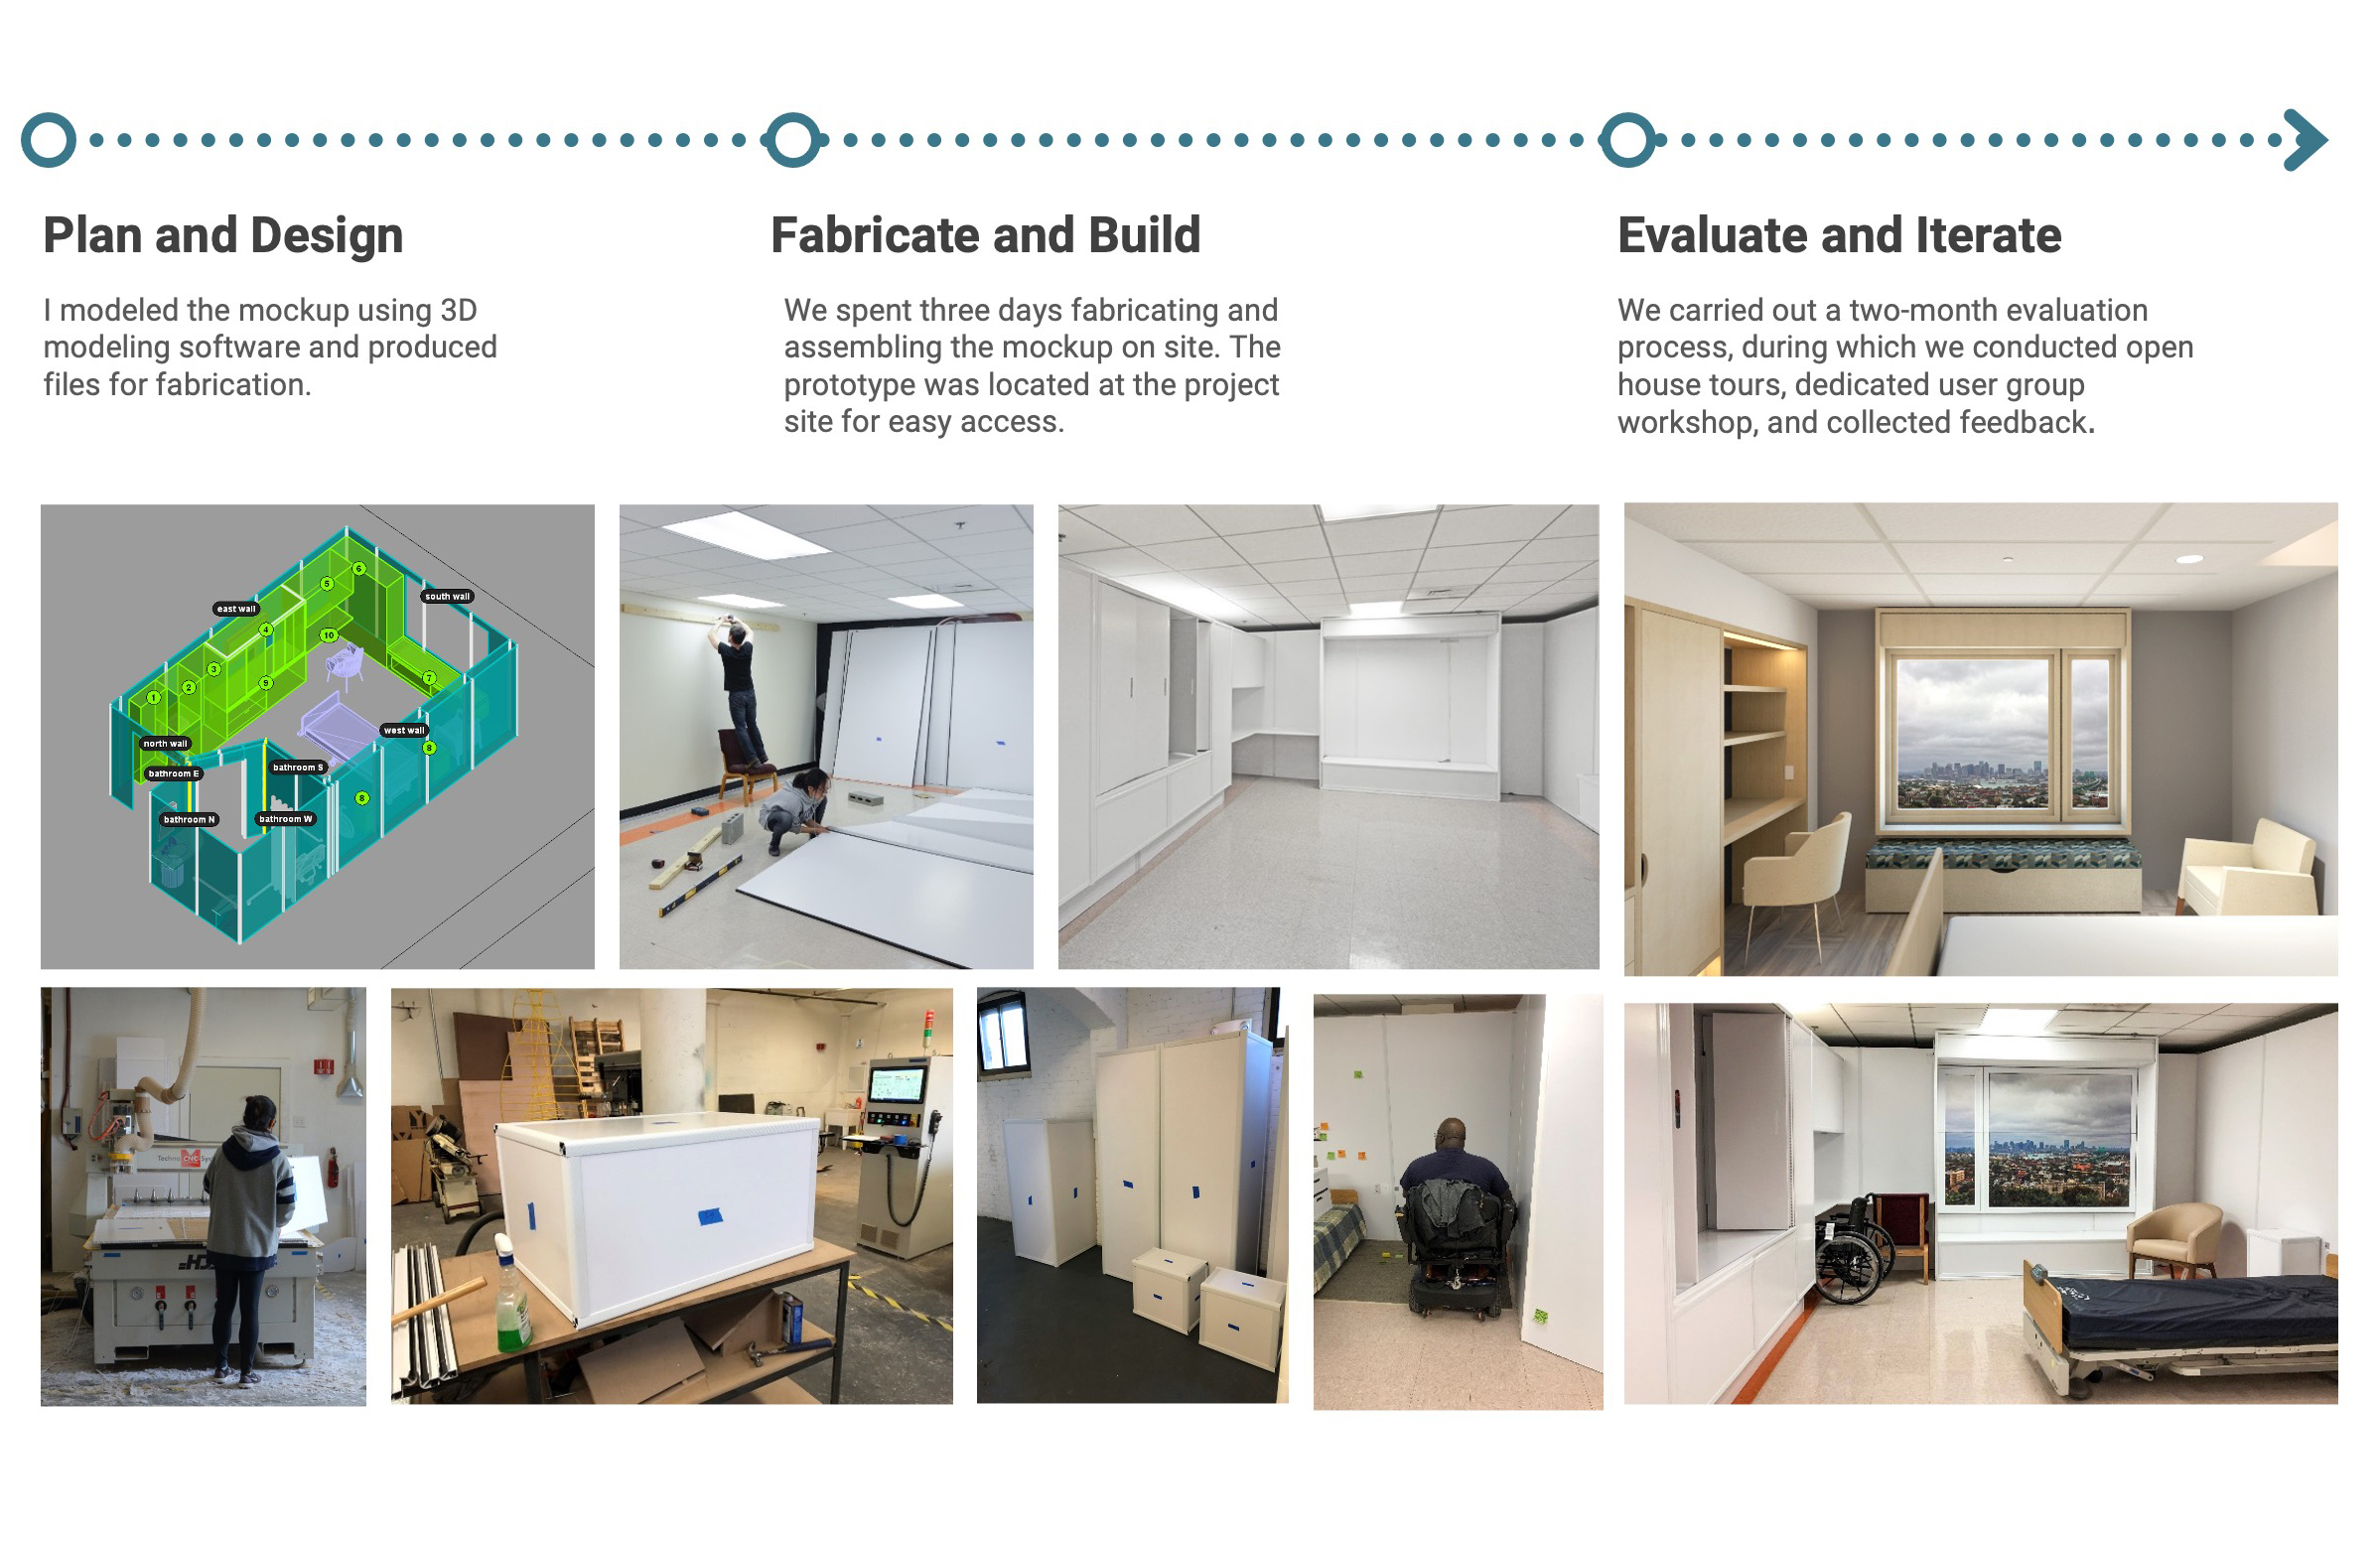 Plan and Design
I modeled the mockup using 3D
modeling software and produced
files for fabrication.
Fabricate and Build
We spent three days fabricating and
assembling the mockup on site. The
prototype was located at the project
site for easy access.
Evaluate and Iterate
We carried out a two-month evaluation
process, during which we conducted open
house tours, dedicated user group
workshop, and collected feedback.
6
5
south wall
east wall
4
10
3
7
2
9
1
west wall
north wall
8
bathroom S
bathroom E
8
bathroom N
bathroom W
Techno CNC